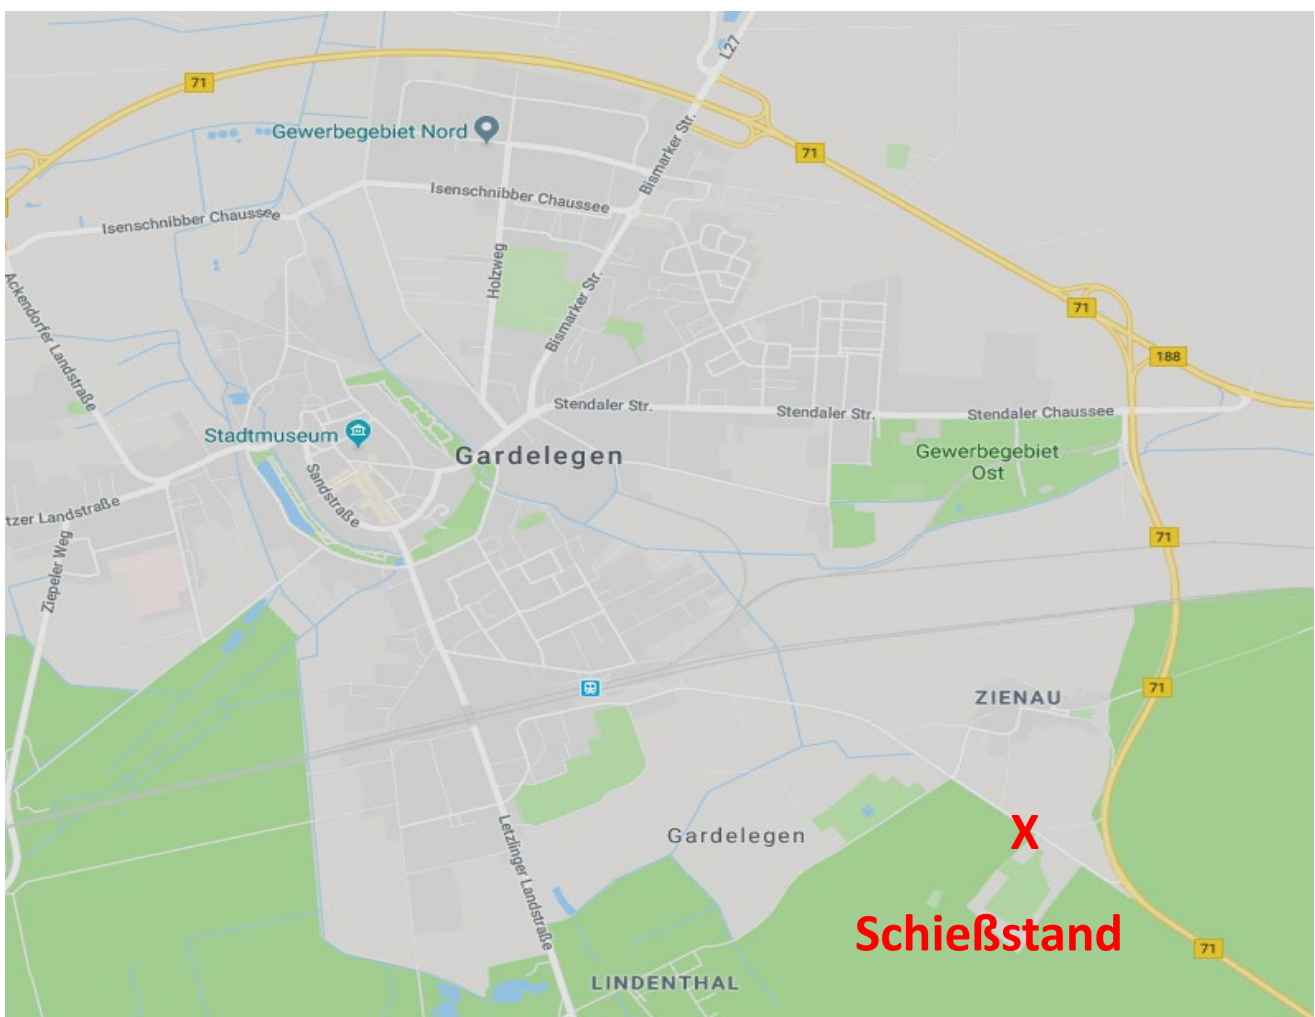 L27
71
Gewerbegebiet Nord
Bismarker Str.
71
Isenschnibber Chaussee
Isenschnibber Chaussee
Holzweg
Ackendorfer Landstraße
Bismarker Str.
71
188
Stendaler Str.
Stendaler Str.
Stendaler Chaussee
Stadtmuseum
Gardelegen
Gewerbegebiet
Ost
Sandstraße
tzer Landstraße
Ziepeler Weg
71
71
ZIENAU
Letzlinger Landstraße
Gardelegen
X
Schießstand
71
LINDENTHAL